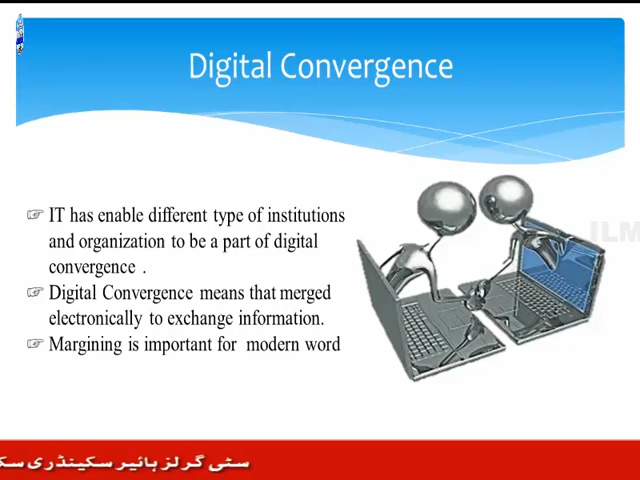 Digital Convergence
☞ IT has enable different type of institutions
and organization to be a part of digital
convergence .
☞ Digital Convergence means that merged
electronically to exchange information.
☞ Margining is important for modern word
ILM
سٹی گرلز ہائیر سکینڈری سک